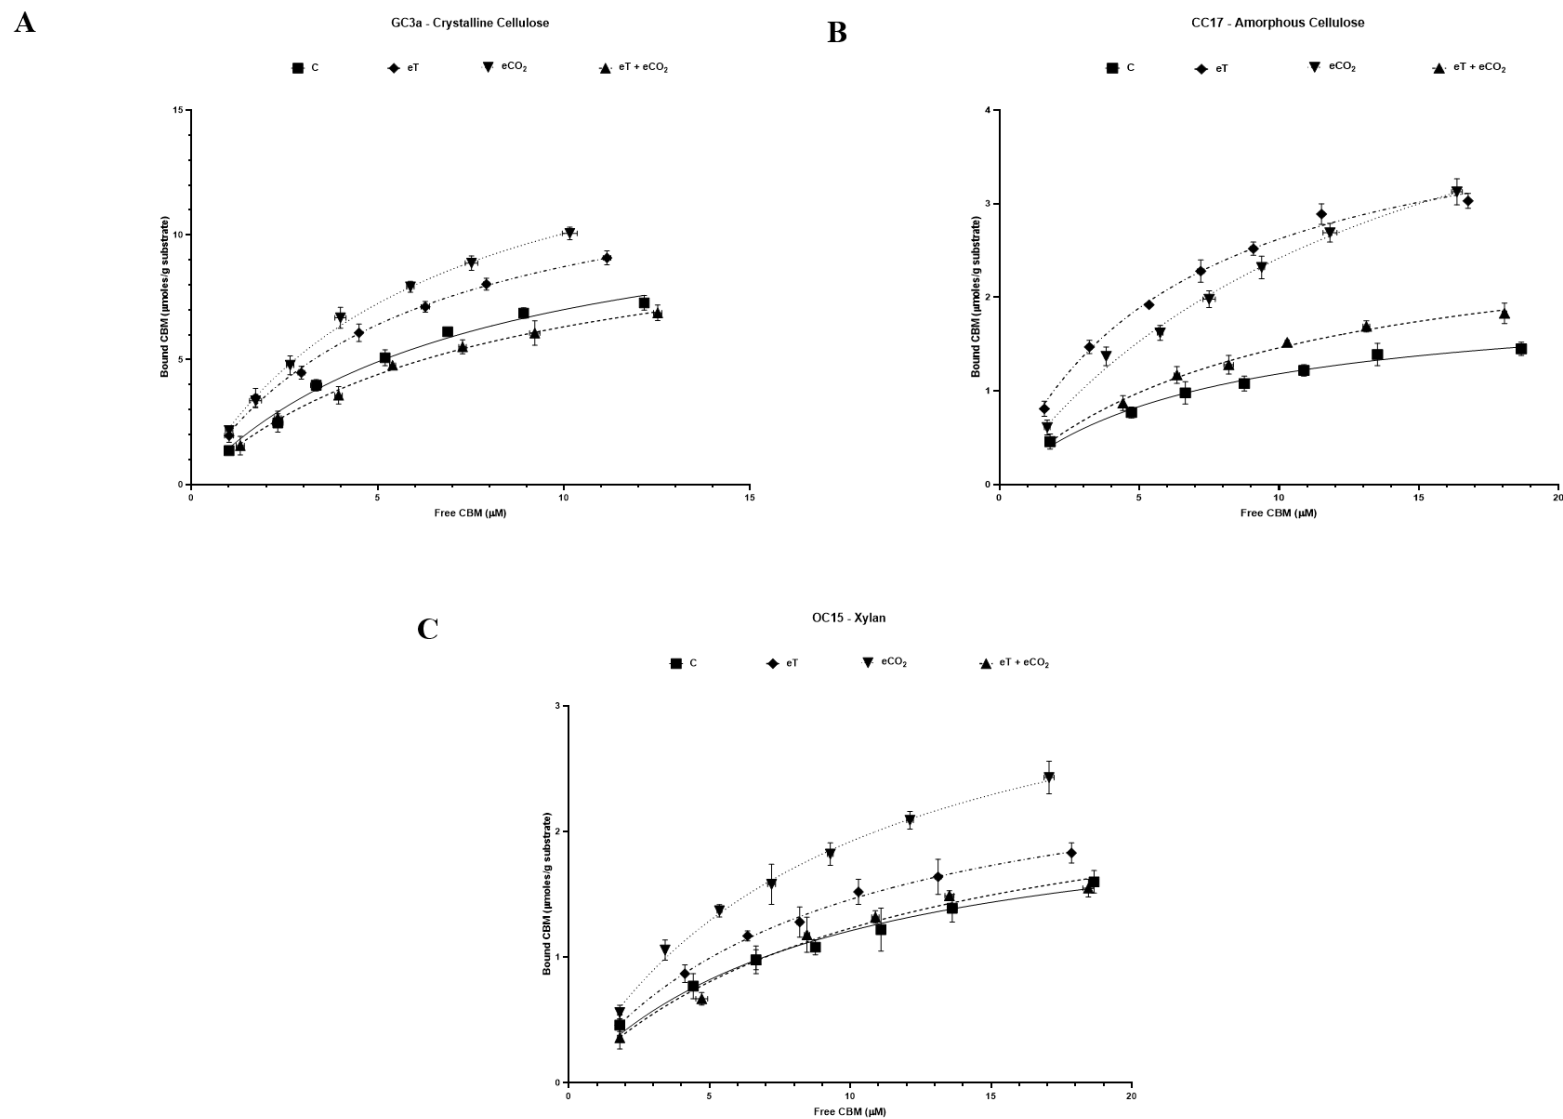 A
GC3a - Crystalline Cellulose
C eT eCO₂ eT + eCO₂
15
10
5
0
Bound CBM (µmoles/g substrate)
0 5 10 15
Free CBM (µM)
B
CC17 - Amorphous Cellulose
C eT eCO₂ eT + eCO₂
4
3
2
1
0
Bound CBM (µmoles/g substrate)
0 5 10 15 20
Free CBM (µM)
C
OC15 - Xylan
C eT eCO₂ eT + eCO₂
3
2
1
0
Bound CBM (µmoles/g substrate)
0 5 10 15 20
Free CBM (µM)